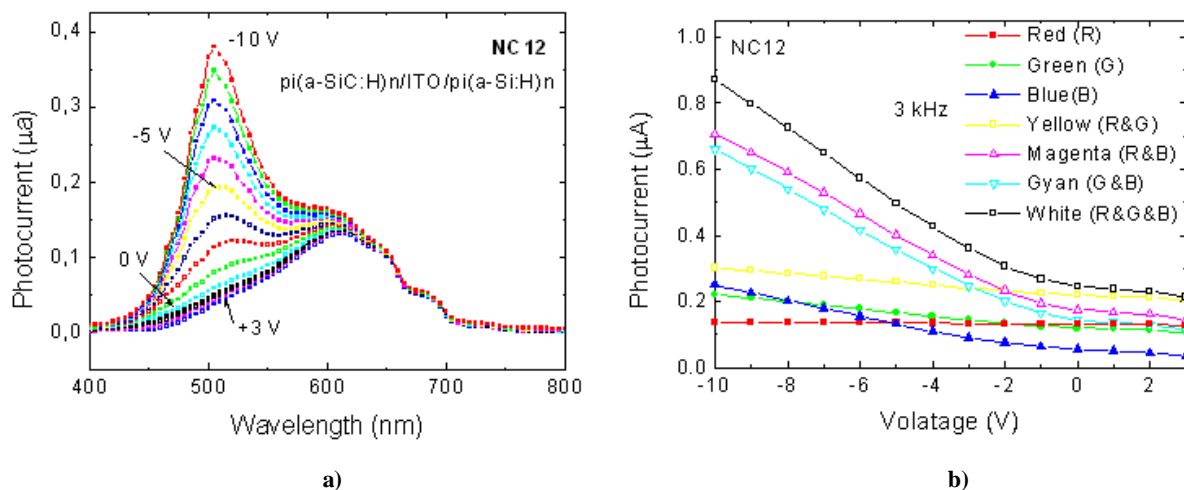 0,4
0,3
0,2
0,1
0,0
400 500 600 700 800
Photocurrent (µa)
Wavelength (nm)
-10 V
NC 12
pi(a-SiC:H)n/ITO/pi(a-Si:H)n
-5 V
0 V
+3 V
a)
1.0
0.8
0.6
0.4
0.2
0.0
-10 -8 -6 -4 -2 0 2
Photocurrent (µA)
Volatage (V)
NC12
3 kHz
Red (R)
Green (G)
Blue(B)
Yellow (R&G)
Magenta (R&B)
Gyan (G&B)
White (R&G&B)
b)